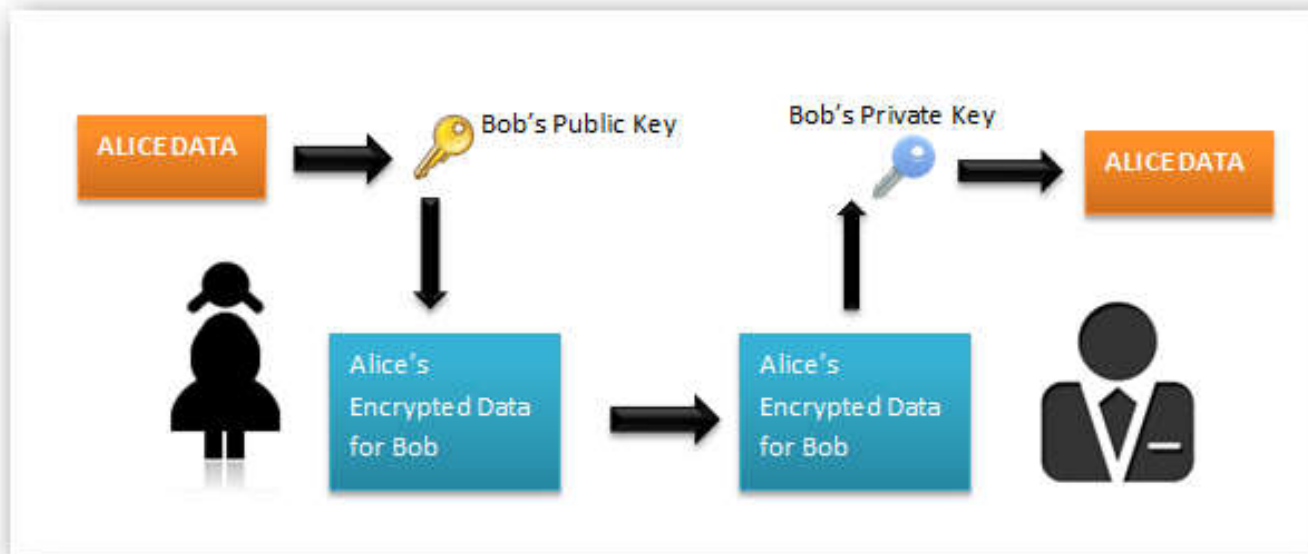 ALICE DATA
Bob's Public Key
Bob's Private Key
ALICE DATA
Alice's
Encrypted Data
for Bob
Alice's
Encrypted Data
for Bob